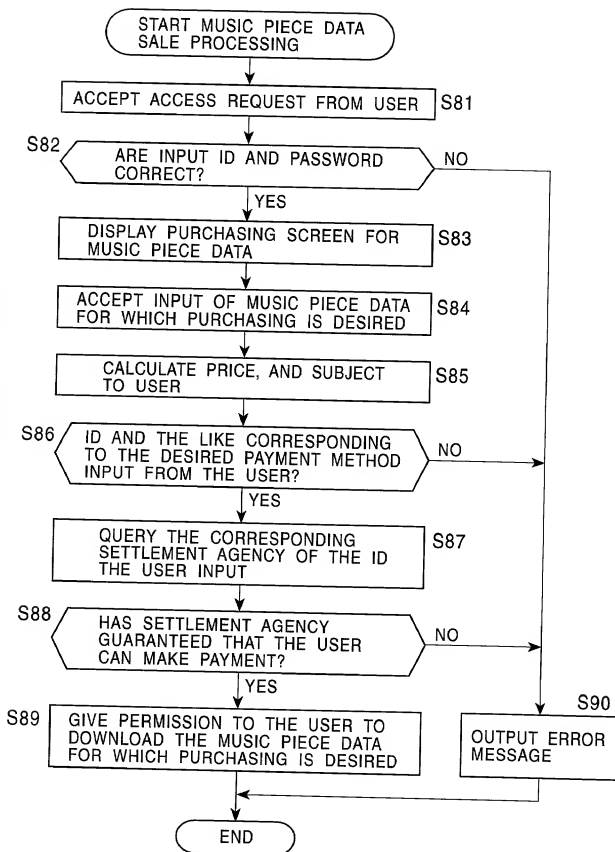 START MUSIC PIECE DATA
SALE PROCESSING
ACCEPT ACCESS REQUEST FROM USER
S81
S82
ARE INPUT ID AND PASSWORD
CORRECT?
NO
YES
DISPLAY PURCHASING SCREEN FOR
MUSIC PIECE DATA
S83
ACCEPT INPUT OF MUSIC PIECE DATA
FOR WHICH PURCHASING IS DESIRED
S84
CALCULATE PRICE, AND SUBJECT
TO USER
S85
S86
ID AND THE LIKE CORRESPONDING
TO THE DESIRED PAYMENT METHOD
INPUT FROM THE USER?
NO
YES
QUERY THE CORRESPONDING
SETTLEMENT AGENCY OF THE ID
THE USER INPUT
S87
S88
HAS SETTLEMENT AGENCY
GUARANTEED THAT THE USER
CAN MAKE PAYMENT?
NO
YES
S89
GIVE PERMISSION TO THE USER TO
DOWNLOAD THE MUSIC PIECE DATA
FOR WHICH PURCHASING IS DESIRED
S90
OUTPUT ERROR
MESSAGE
END